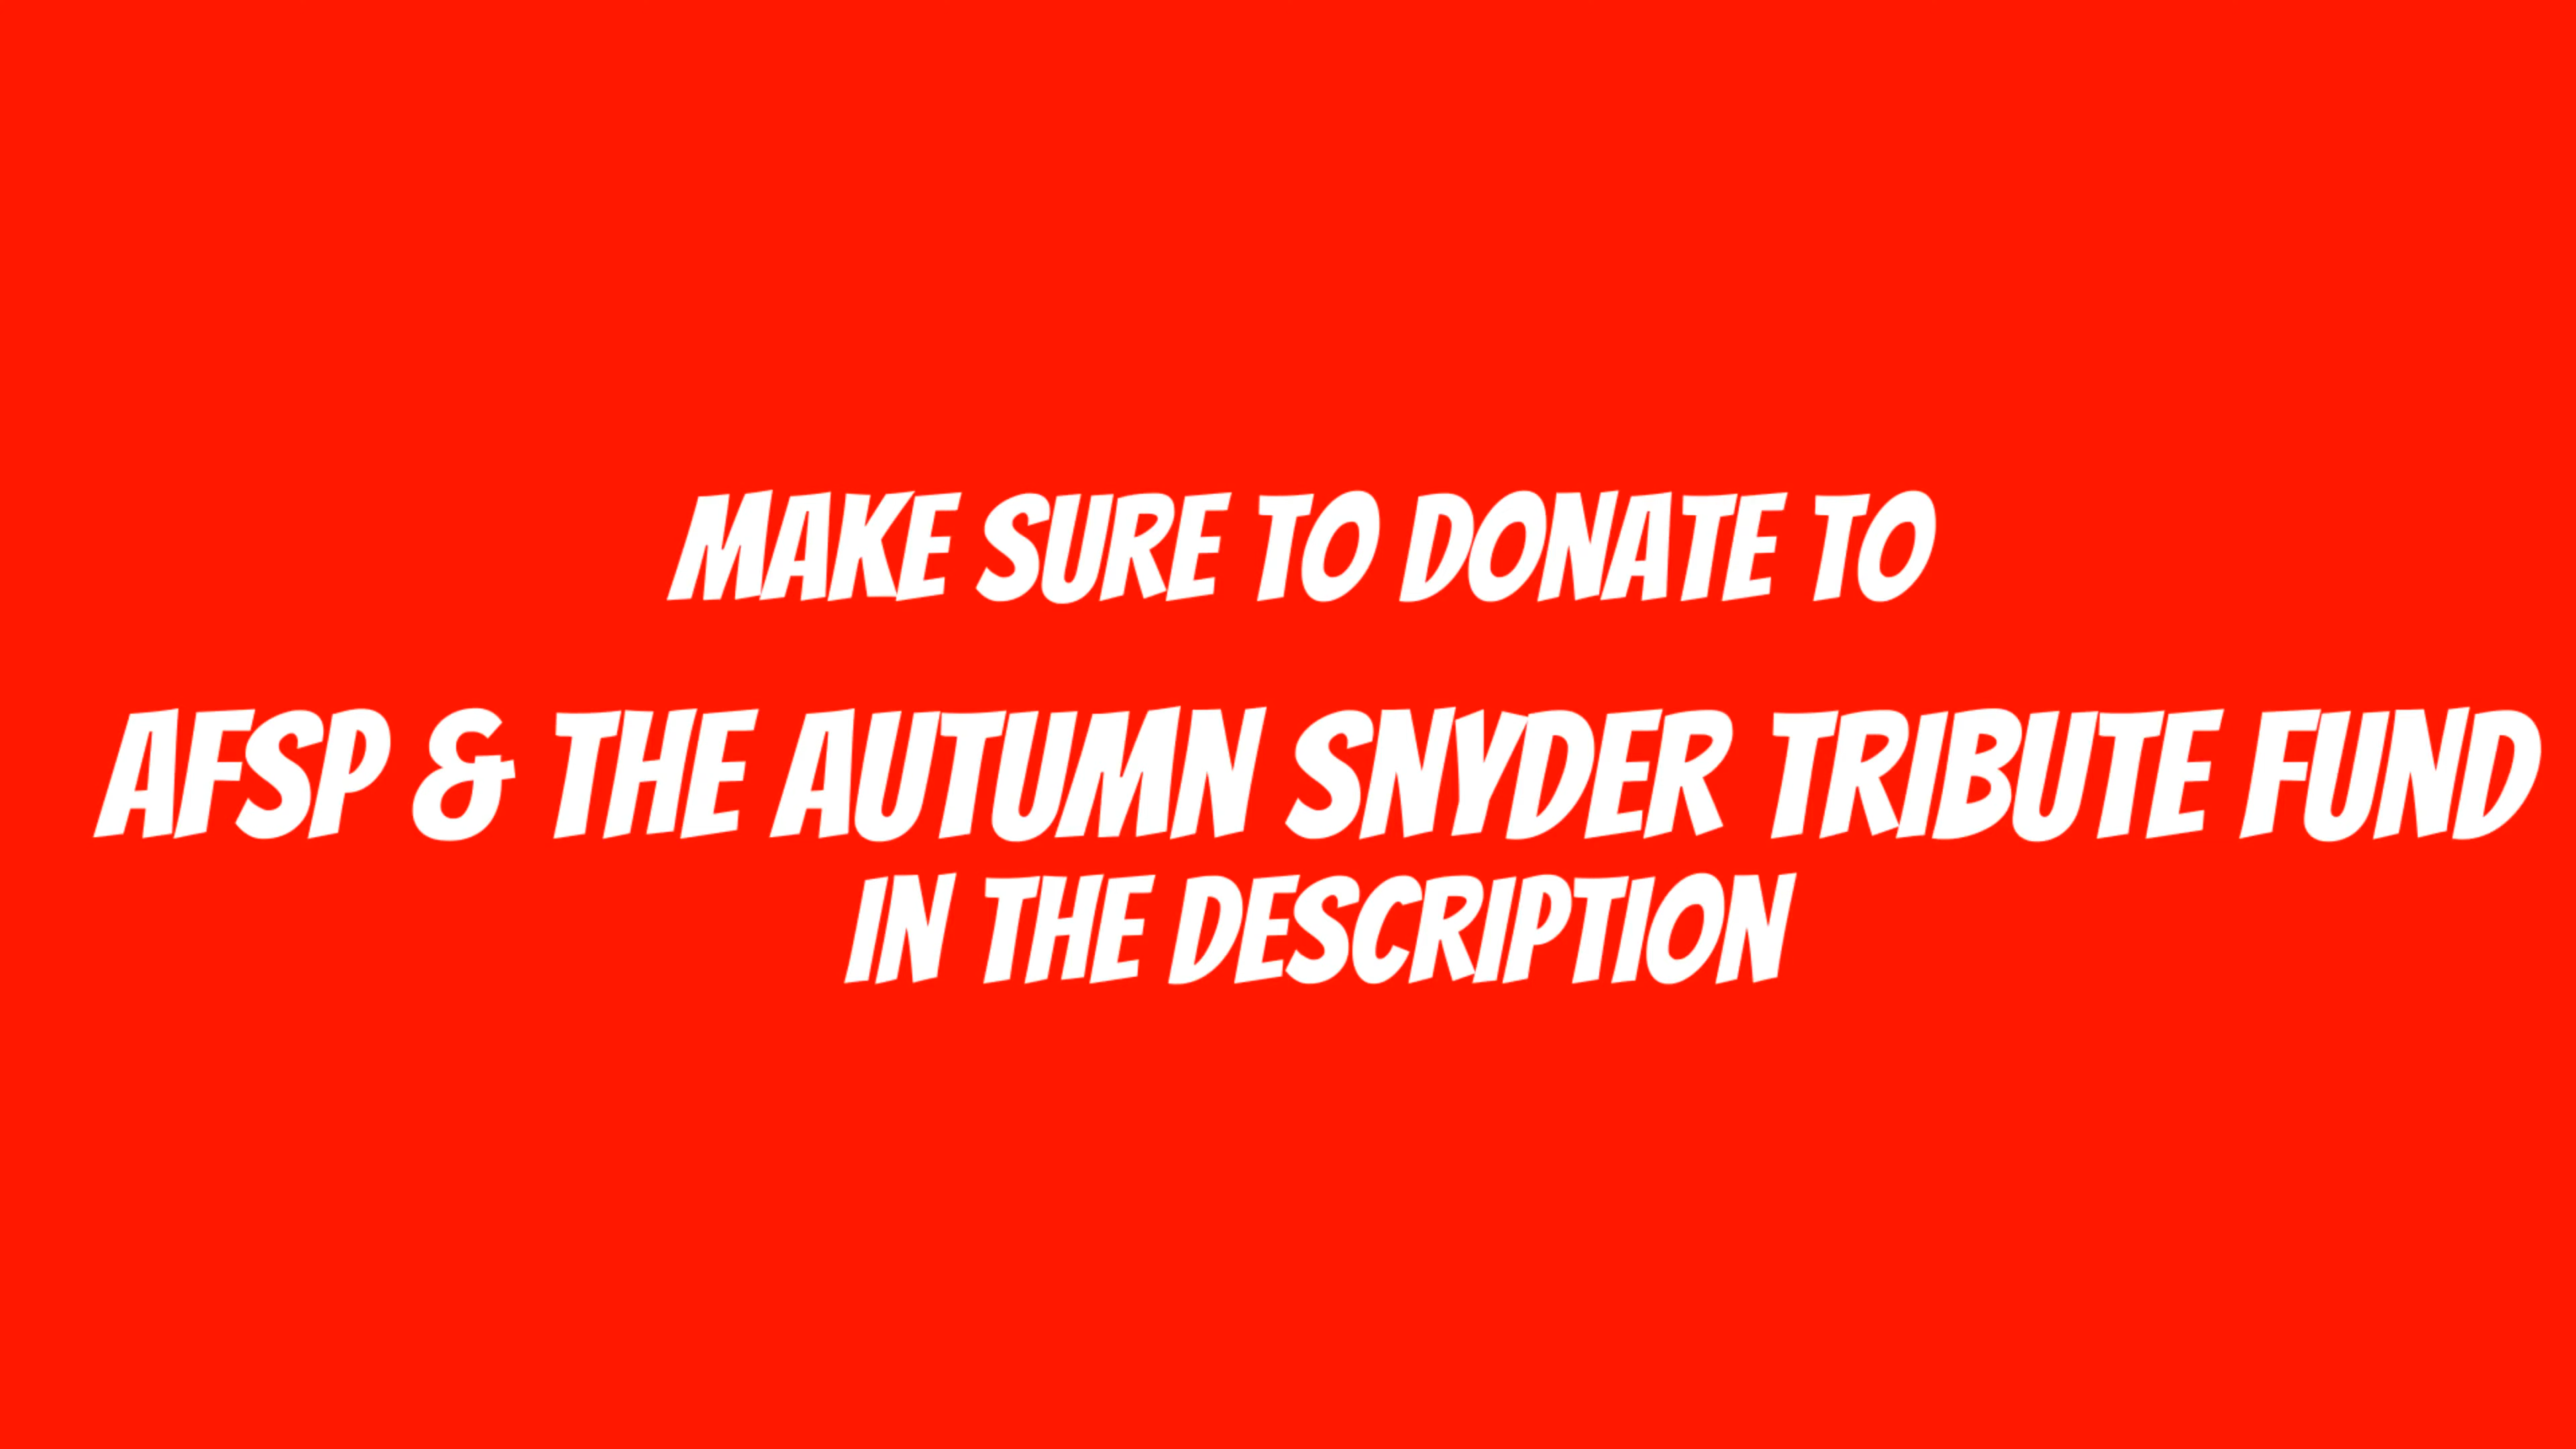 MAKE SURE TO DONATE TO
AFSP & THE AUTUMN SNYDER TRIBUTE FUND
IN THE DESCRIPTION